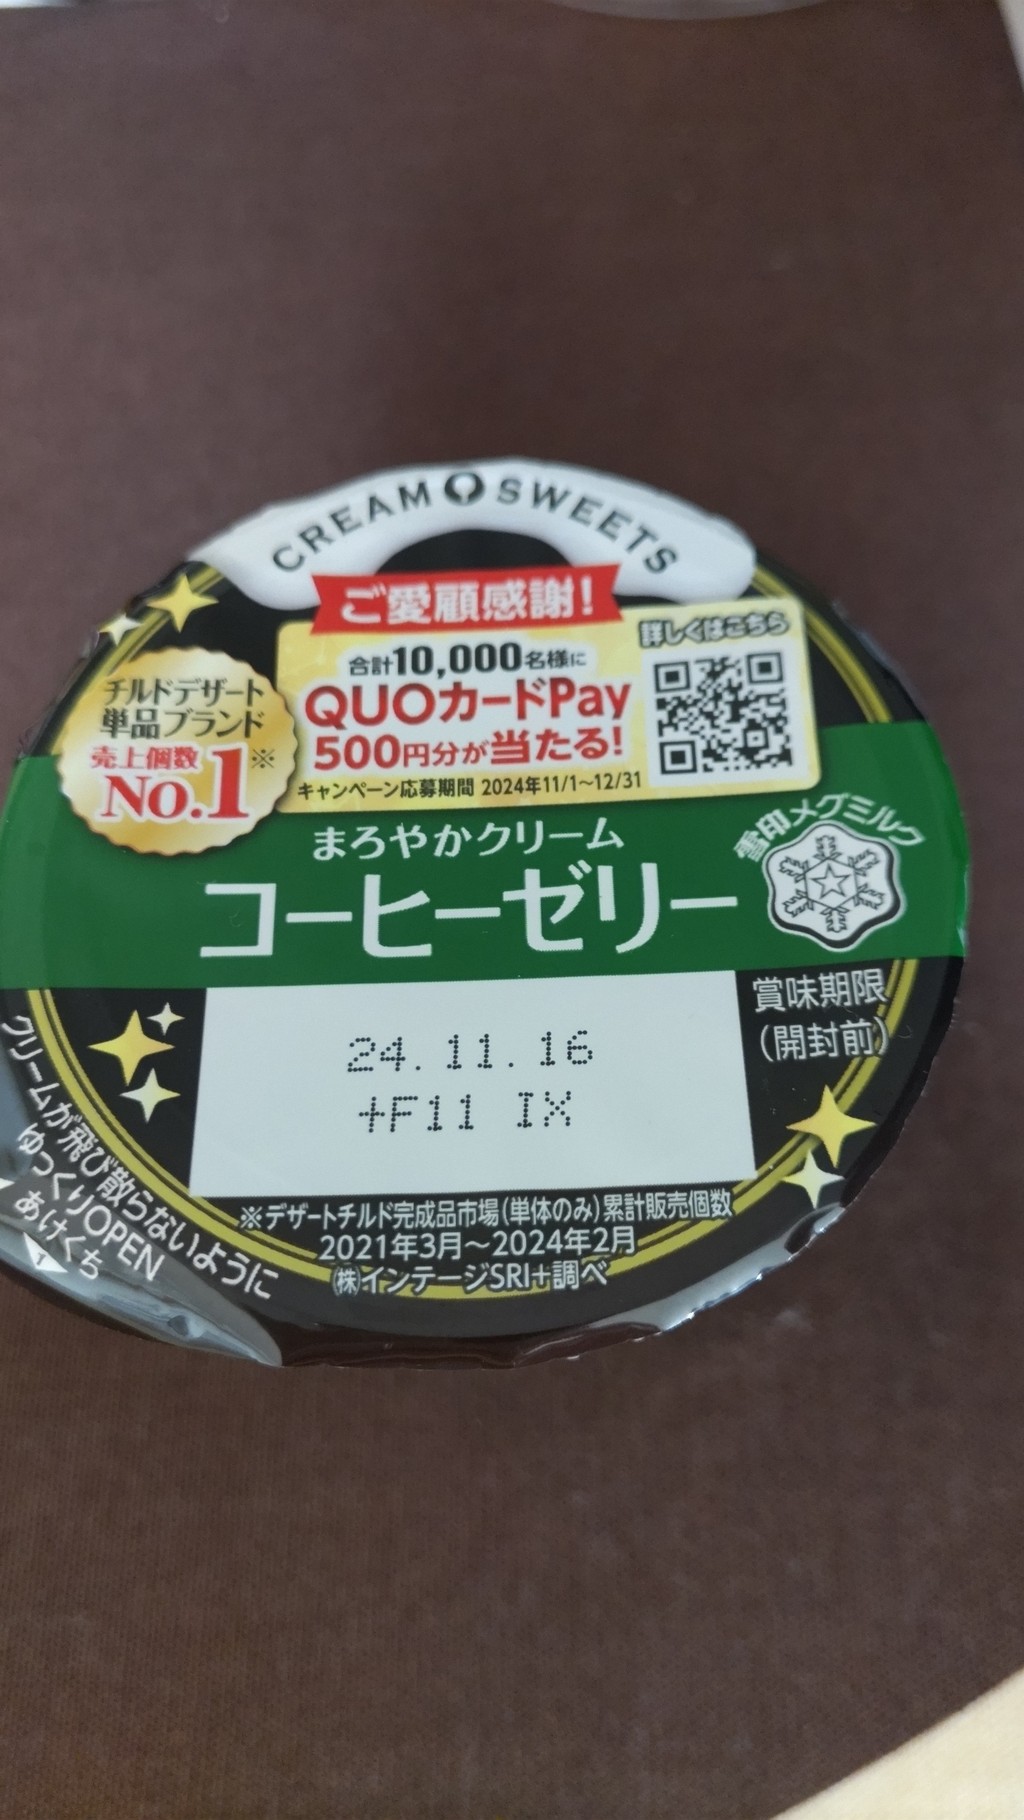 CREAM SWEETS
ご愛顧感謝!
詳しくはこちら
合計10,000名様に
QUOカードPay
500円分が当たる!
キャンペーン応募期間 2024年11/1~12/31
チルドデザート
単品ブランド
売上個数
No.1※
雪印メグミルク
まろやかクリーム
コーヒーゼリー
賞味期限
(開封前)
24.11.16
+F11 IX
※デザートチルド完成品市場(単体のみ)累計販売個数
2021年3月~2024年2月
㈱インテージSRI+調べ
クリームが飛び散らないように
ゆっくりOPEN
あけくち